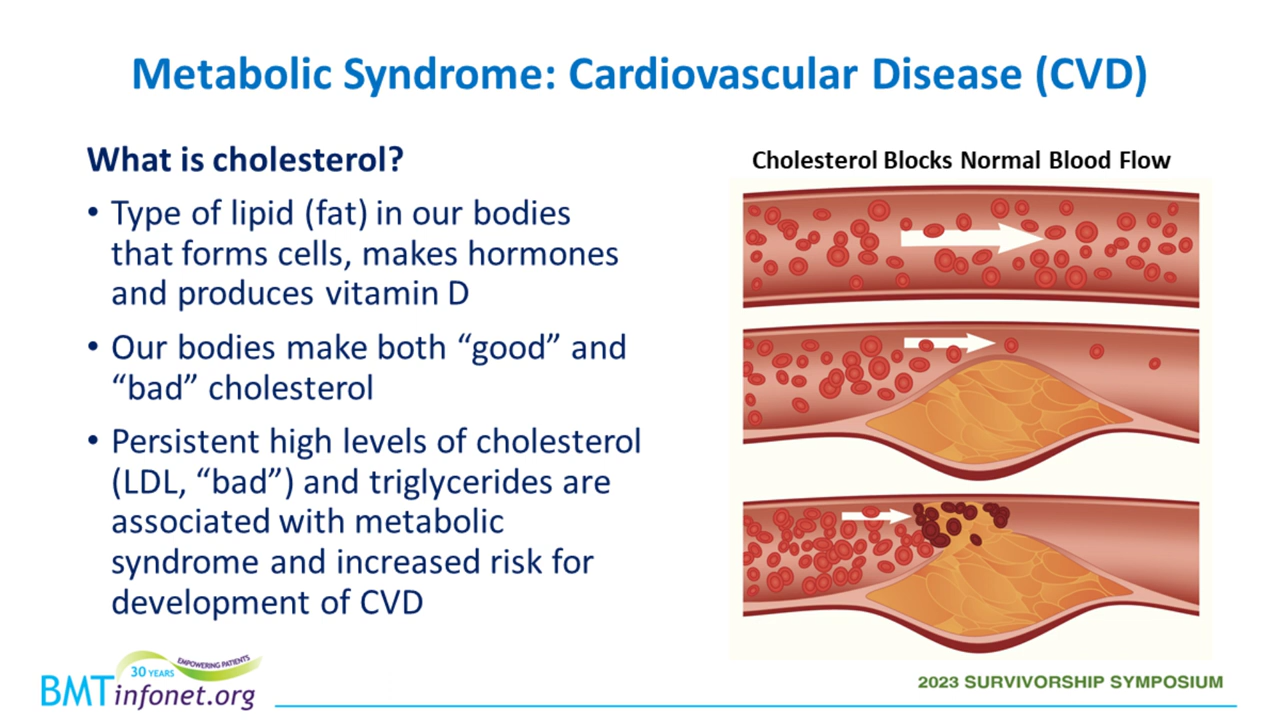 Metabolic Syndrome: Cardiovascular Disease (CVD)
What is cholesterol?
• Type of lipid (fat) in our bodies
that forms cells, makes hormones
and produces vitamin D
• Our bodies make both “good” and
“bad” cholesterol
• Persistent high levels of cholesterol
(LDL, “bad”) and triglycerides are
associated with metabolic
syndrome and increased risk for
development of CVD
Cholesterol Blocks Normal Blood Flow
30 YEARS EMPOWERING PATIENTS
BMTinfonet.org
2023 SURVIVORSHIP SYMPOSIUM